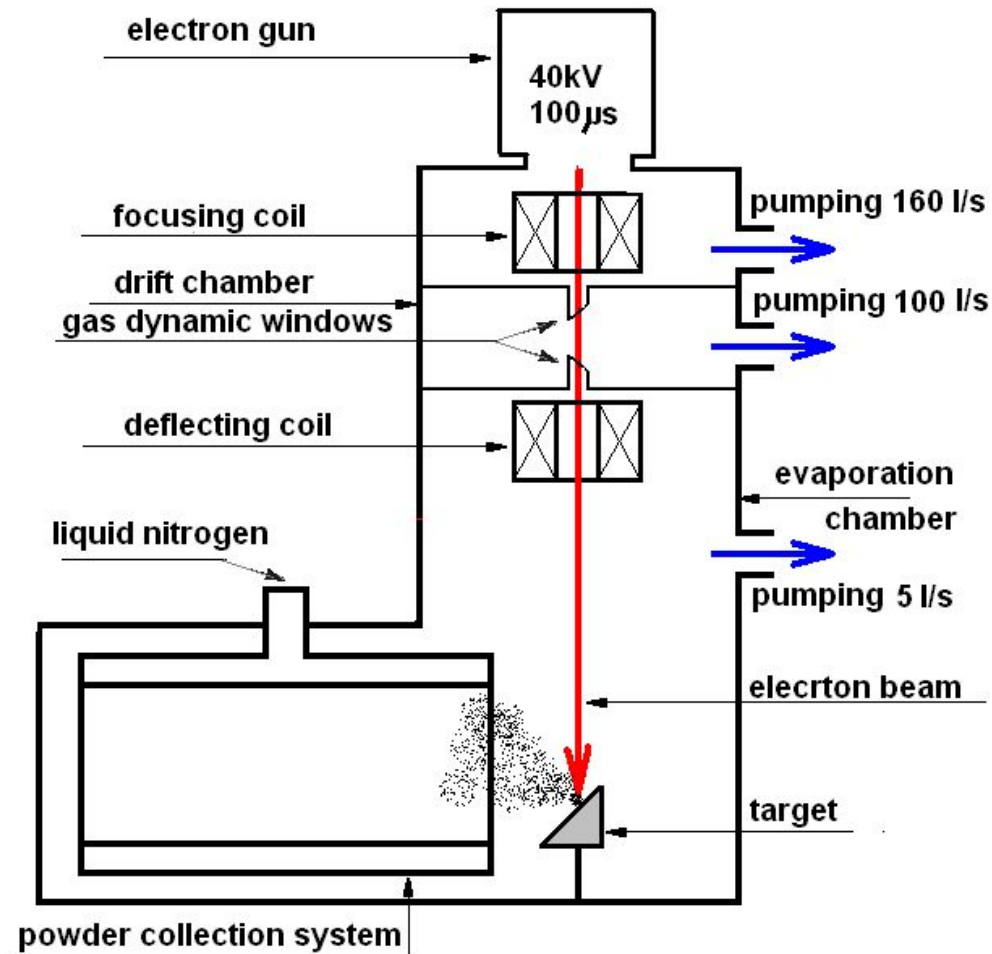 electron gun
40kV
100µs
focusing coil
pumping 160 l/s
drift chamber
pumping 100 l/s
gas dynamic windows
deflecting coil
evaporation
chamber
liquid nitrogen
pumping 5 l/s
elecrton beam
target
powder collection system